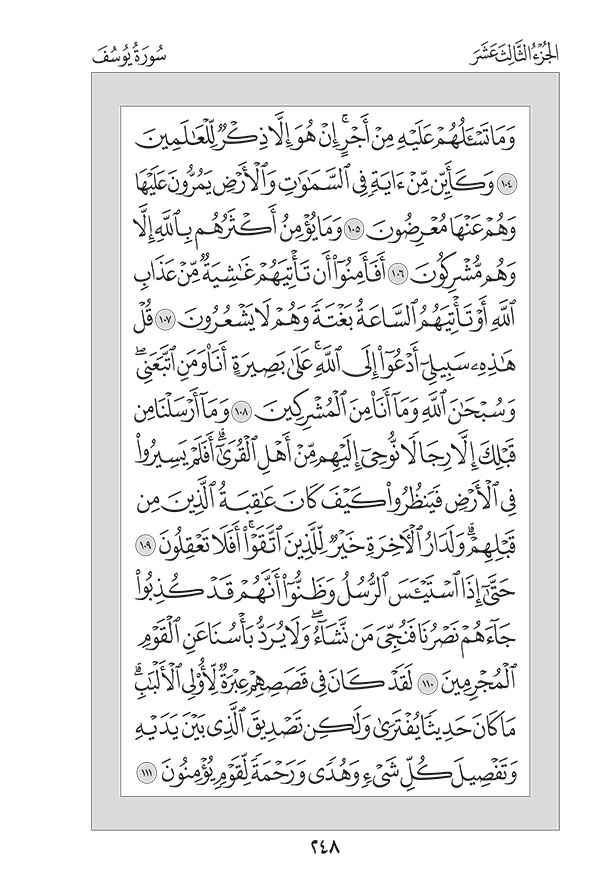 الجُزْءُ الثَّالِثَ عَشَرَ
سُورَةُ يُوسُفَ
وَمَا تَسْـَٔلُهُمْ عَلَيْهِ مِنْ أَجْرٍۚ إِنْ هُوَ إِلَّا ذِكْرٌ لِّلْعَـٰلَمِينَ
١٠٤ وَكَأَيِّن مِّنْ ءَايَةٍ فِى ٱلسَّمَـٰوَٰتِ وَٱلْأَرْضِ يَمُرُّونَ عَلَيْهَا
وَهُمْ عَنْهَا مُعْرِضُونَ ١٠٥ وَمَا يُؤْمِنُ أَكْثَرُهُم بِٱللَّهِ إِلَّا
وَهُم مُّشْرِكُونَ ١٠٦ أَفَأَمِنُوٓا۟ أَن تَأْتِيَهُمْ غَـٰشِيَةٌ مِّنْ عَذَابِ
ٱللَّهِ أَوْ تَأْتِيَهُمُ ٱلسَّاعَةُ بَغْتَةً وَهُمْ لَا يَشْعُرُونَ ١٠٧ قُلْ
هَـٰذِهِۦ سَبِيلِىٓ أَدْعُوٓا۟ إِلَى ٱللَّهِۚ عَلَىٰ بَصِيرَةٍ أَنَا۠ وَمَنِ ٱتَّبَعَنِىۖ
وَسُبْحَـٰنَ ٱللَّهِ وَمَآ أَنَا۠ مِنَ ٱلْمُشْرِكِينَ ١٠٨ وَمَآ أَرْسَلْنَا مِن
قَبْلِكَ إِلَّا رِجَالًا نُّوحِىٓ إِلَيْهِم مِّنْ أَهْلِ ٱلْقُرَىٰٓۗ أَفَلَمْ يَسِيرُوا۟
فِى ٱلْأَرْضِ فَيَنظُرُوا۟ كَيْفَ كَانَ عَـٰقِبَةُ ٱلَّذِينَ مِن
قَبْلِهِمْۗ وَلَدَارُ ٱلْـَٔاخِرَةِ خَيْرٌ لِّلَّذِينَ ٱتَّقَوْا۟ۚ أَفَلَا تَعْقِلُونَ ١٠٩
حَتَّىٰٓ إِذَا ٱسْتَيْـَٔسَ ٱلرُّسُلُ وَظَنُّوٓا۟ أَنَّهُمْ قَدْ كُذِبُوا۟
جَآءَهُمْ نَصْرُنَا فَنُجِّىَ مَن نَّشَآءُۖ وَلَا يُرَدُّ بَأْسُنَا عَنِ ٱلْقَوْمِ
ٱلْمُجْرِمِينَ ١١٠ لَقَدْ كَانَ فِى قَصَصِهِمْ عِبْرَةٌ لِّأُو۟لِى ٱلْأَلْبَـٰبِۗ
مَا كَانَ حَدِيثًا يُفْتَرَىٰ وَلَـٰكِن تَصْدِيقَ ٱلَّذِى بَيْنَ يَدَيْهِ
وَتَفْصِيلَ كُلِّ شَىْءٍ وَهُدًى وَرَحْمَةً لِّقَوْمٍ يُؤْمِنُونَ ١١١
٢٤٨